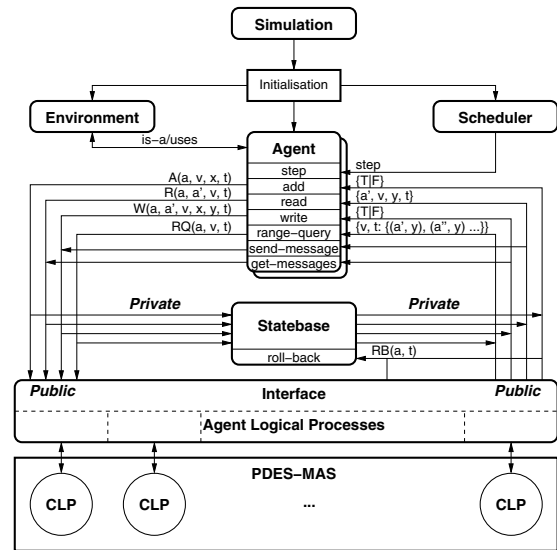 Simulation
Initialisation
Environment
Scheduler
is−a/uses
Agent
step
step
A(a, v, x, t)
add
{T|F}
R(a, a', v, t)
read
{a', v, y, t}
W(a, a', v, x, y, t)
write
{T|F}
RQ(a, v, t)
range−query
{v, t: {(a', y), (a'', y) ...}}
send−message
get−messages
Private
Private
Statebase
roll−back
RB(a, t)
Public
Interface
Public
Agent Logical Processes
PDES−MAS
CLP
CLP
...
CLP